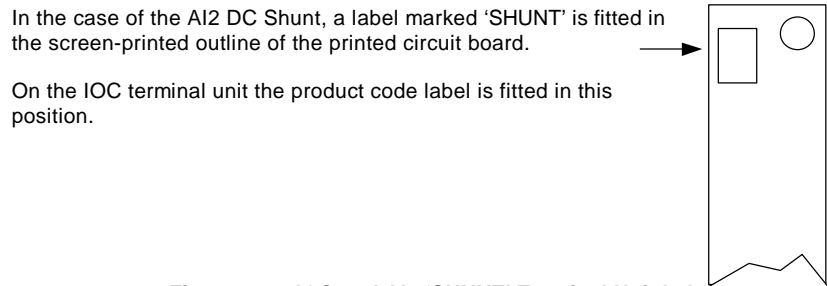 In the case of the AI2 DC Shunt, a label marked ‘SHUNT’ is fitted in
the screen-printed outline of the printed circuit board.
On the IOC terminal unit the product code label is fitted in this
position.